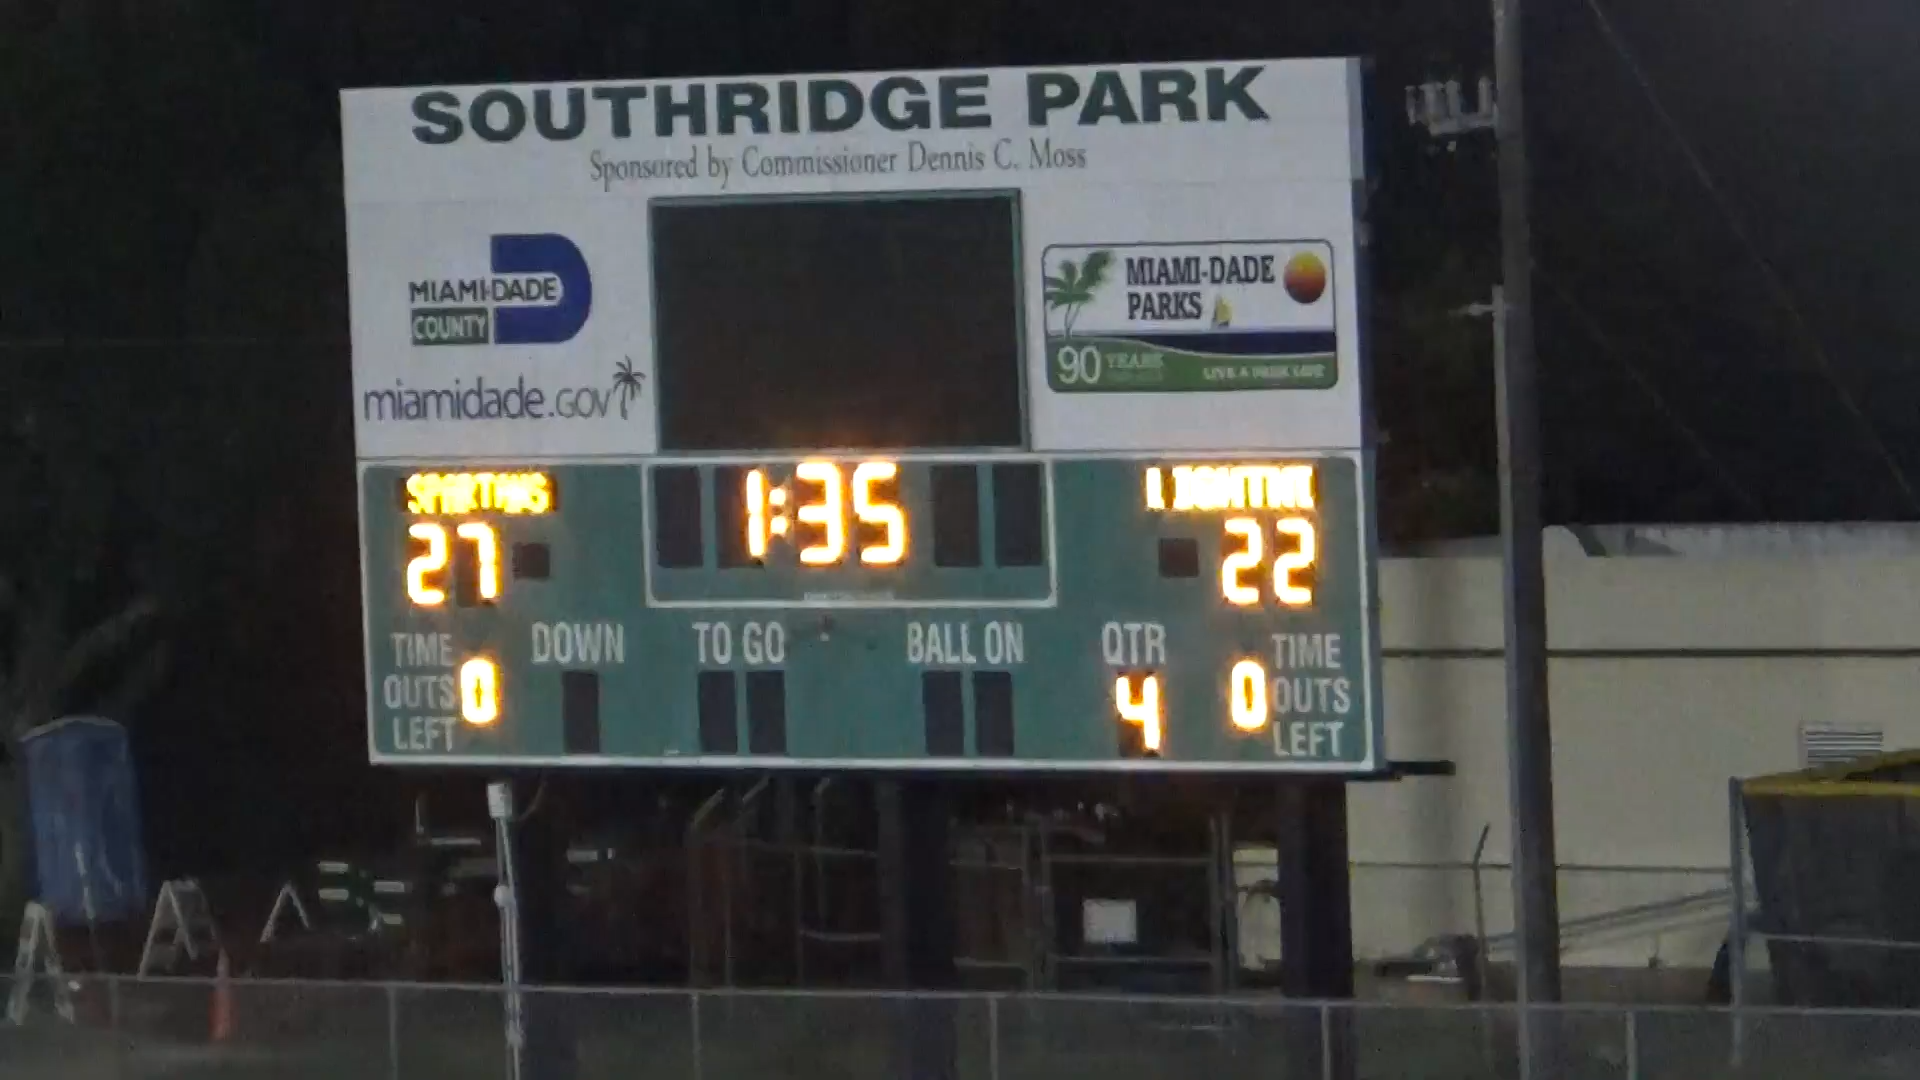 SOUTHRIDGE PARK
Sponsored by Commissioner Dennis C. Moss
MIAMI-DADE
COUNTY
miamidade.gov
MIAMI-DADE
PARKS
90 YEARS
LIVE A PARK LIFE
SPARTANS
1:35
LIGHTNI
27
22
TIME
OUTS
LEFT
0
DOWN
TO GO
BALL ON
QTR
4
0
TIME
OUTS
LEFT